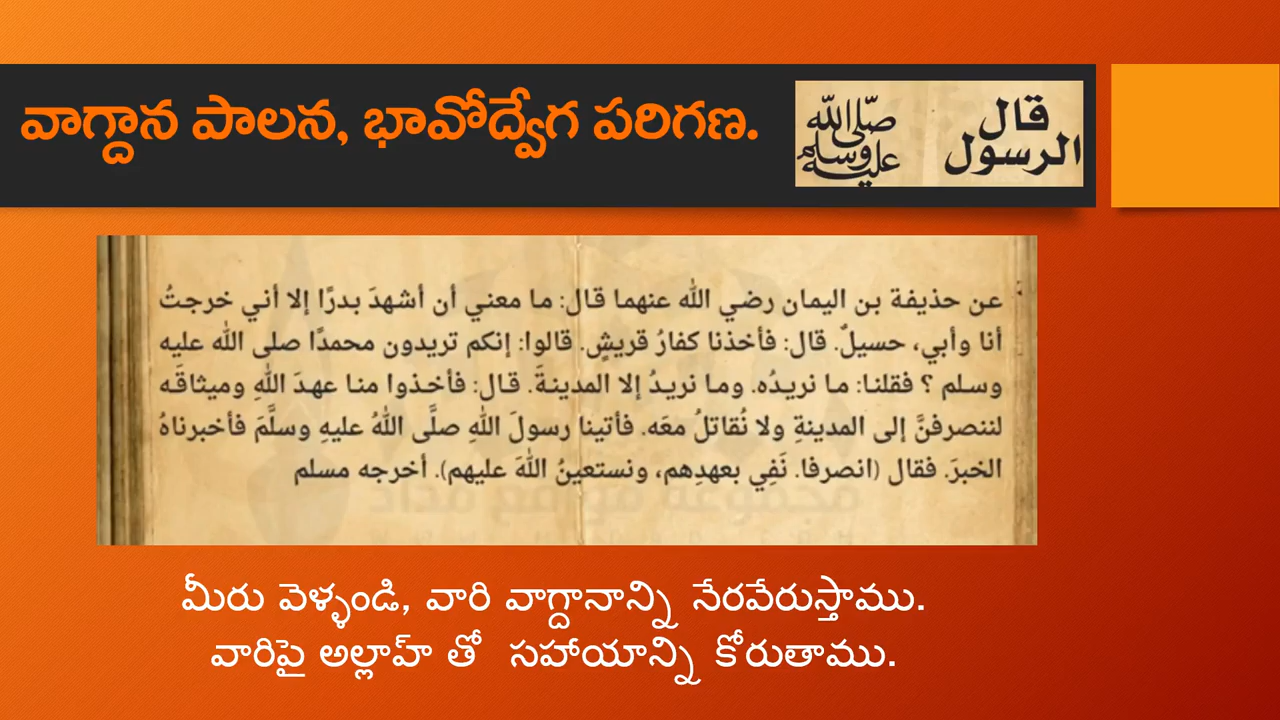 వాగ్దాన పాలన, భావోద్వేగ పరిగణ.
قال
الرسول
صلى الله
عليه وسلم
عن حذيفة بن اليمان رضي الله عنهما قال: ما معني أن أشهدَ بدرًا إلا أني خرجتُ
أنا وأبي، حسيلٌ. قال: فأخذنا كفارُ قريشٍ. قالوا: إنكم تريدون محمدًا صلى الله عليه
وسلم ؟ فقلنا: ما نريدُه. وما نريدُ إلا المدينةَ. قال: فأخذوا منا عهدَ اللهِ وميثاقَه
لننصرفنَّ إلى المدينةِ ولا نُقاتلُ معَه. فأتينا رسولَ اللهِ صلَّى اللهُ عليهِ وسلَّمَ فأخبرناهُ
الخبرَ. فقال (انصرفا. نَفِي بعهدِهم، ونستعينُ اللهَ عليهم). أخرجه مسلم
మీరు వెళ్ళండి, వారి వాగ్దానాన్ని నేరవేరుస్తాము.
వారిపై అల్లాహ్ తో సహాయాన్ని కోరుతాము.